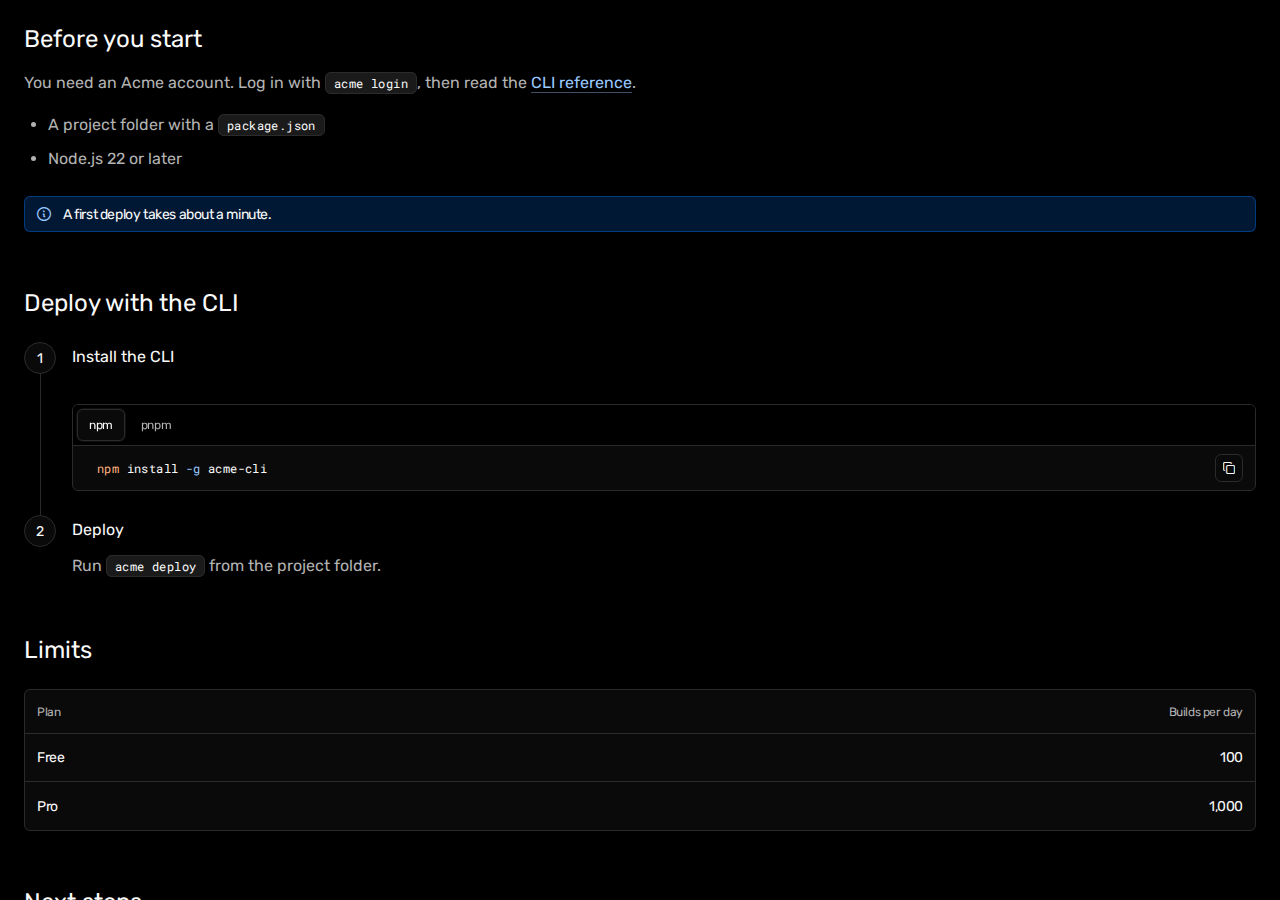 Before you start
You need an Acme account. Log in with acme login, then read the CLI reference.
A project folder with a package.json
Node.js 22 or later
A first deploy takes about a minute.
Deploy with the CLI
1 Install the CLI
npm pnpm
npm install -g acme-cli
2 Deploy
Run acme deploy from the project folder.
Limits
Plan Builds per day
Free 100
Pro 1,000
Next steps